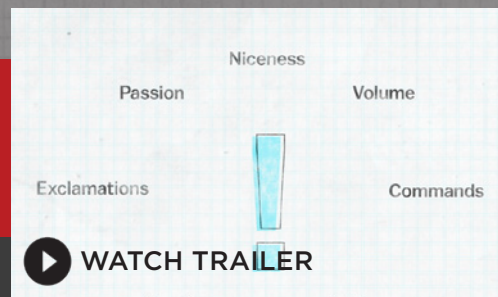 Niceness
Passion Volume
Exclamations Commands
!
WATCH TRAILER